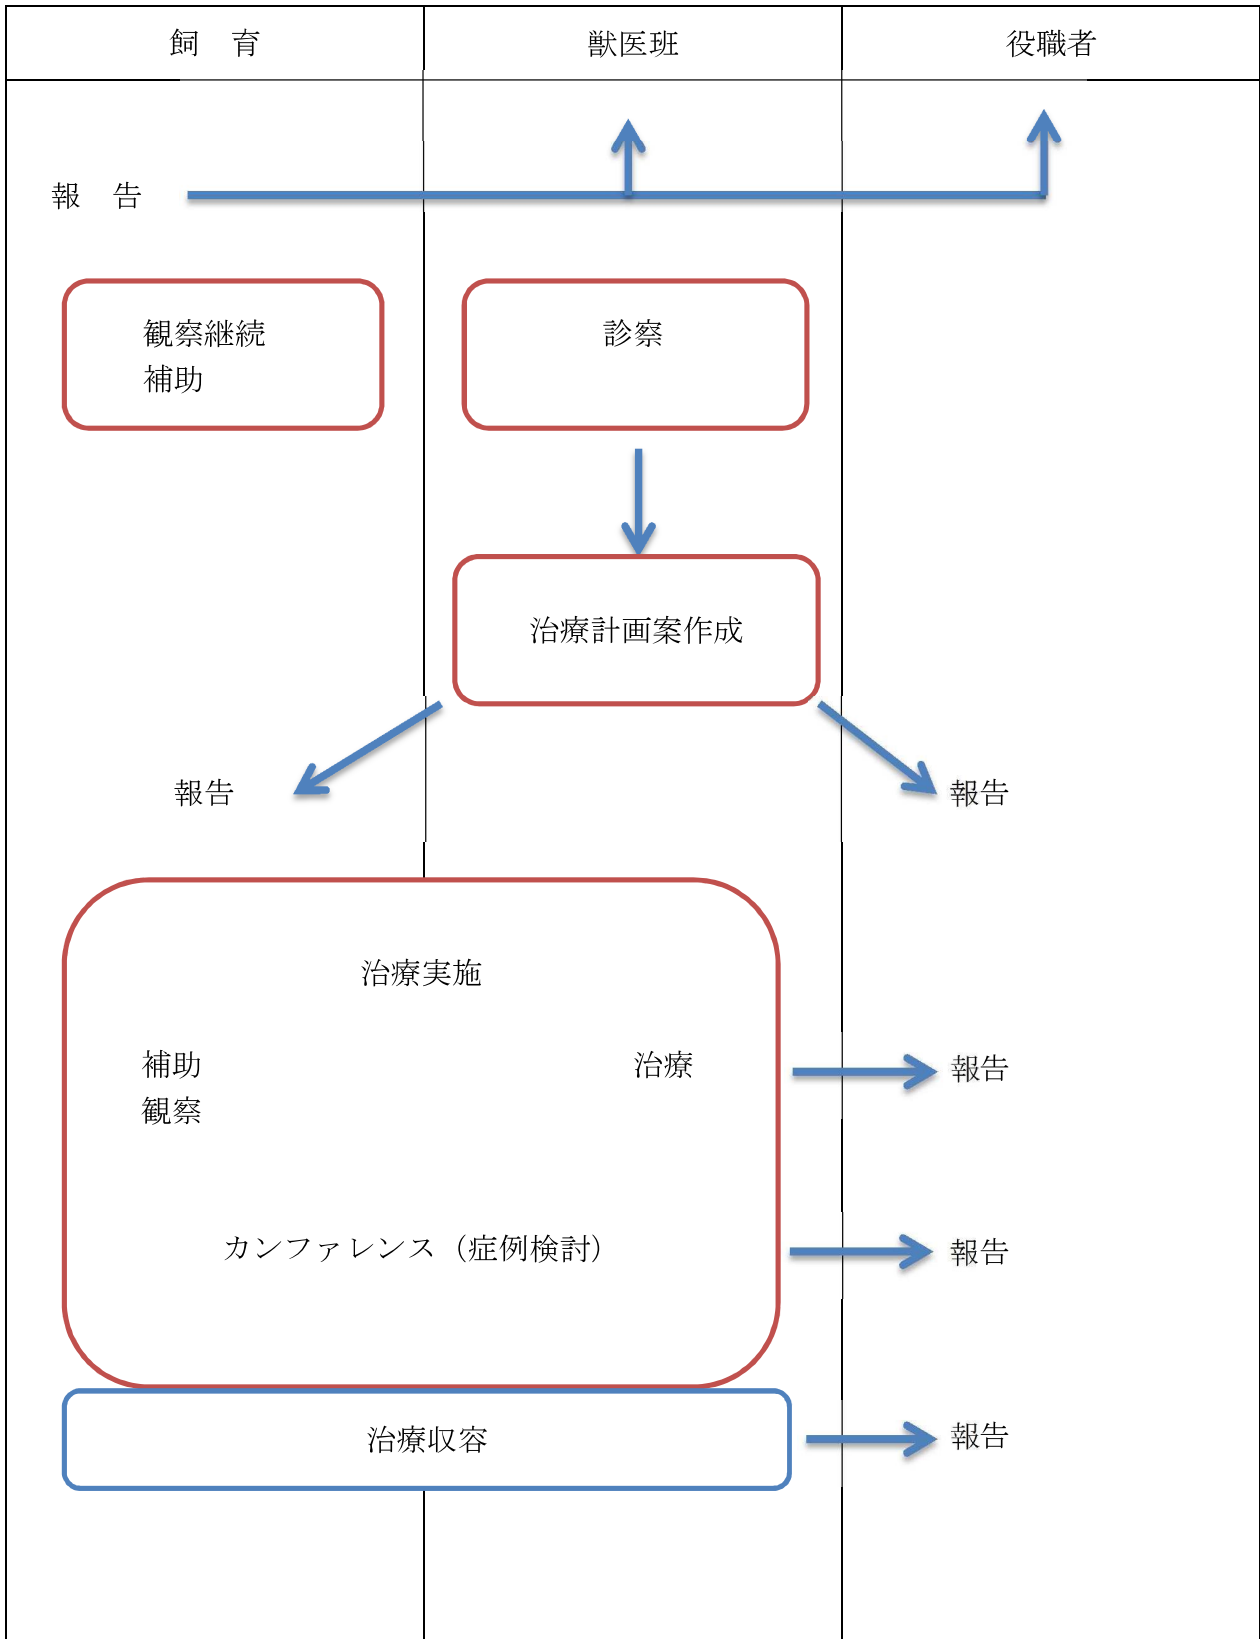 飼　育
獣医班
役職者
報　告
観察継続
補助
診察
治療計画案作成
報告
報告
治療実施
補助
観察
治療
報告
カンファレンス（症例検討）
報告
治療収容
報告